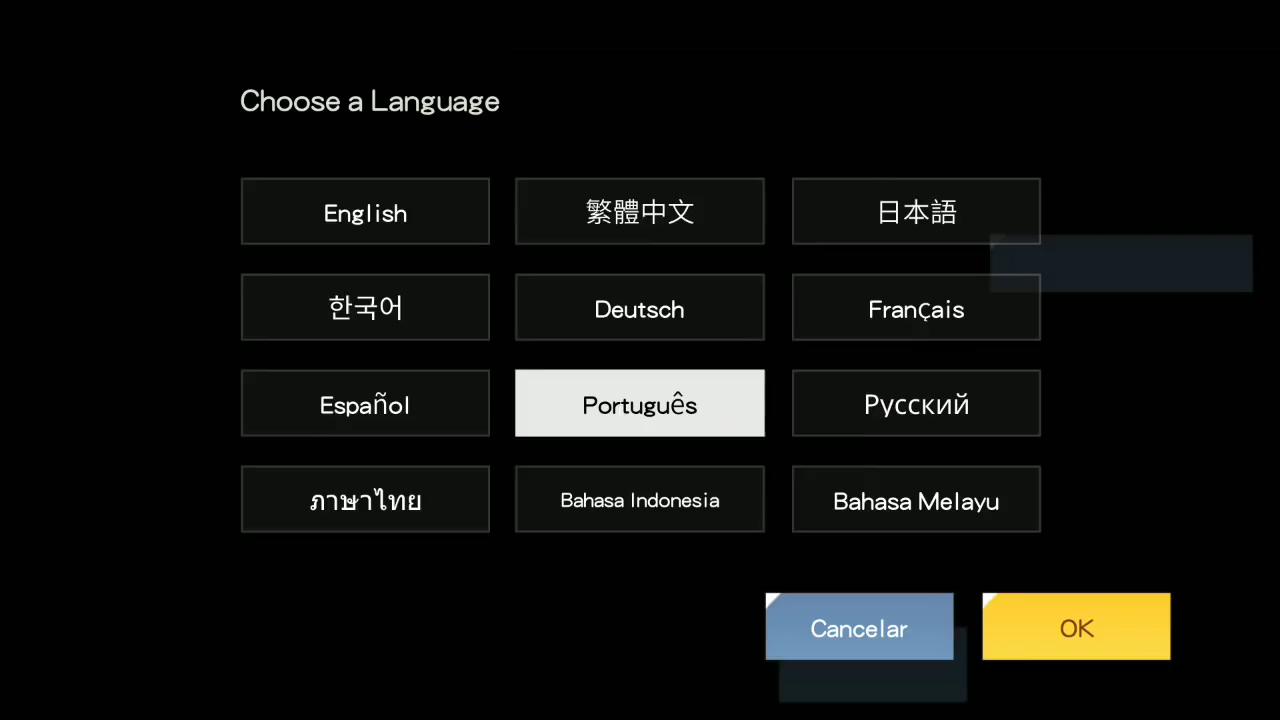 Choose a Language
English
繁體中文
日本語
한국어
Deutsch
Français
Español
Português
Русский
ภาษาไทย
Bahasa Indonesia
Bahasa Melayu
Cancelar
OK